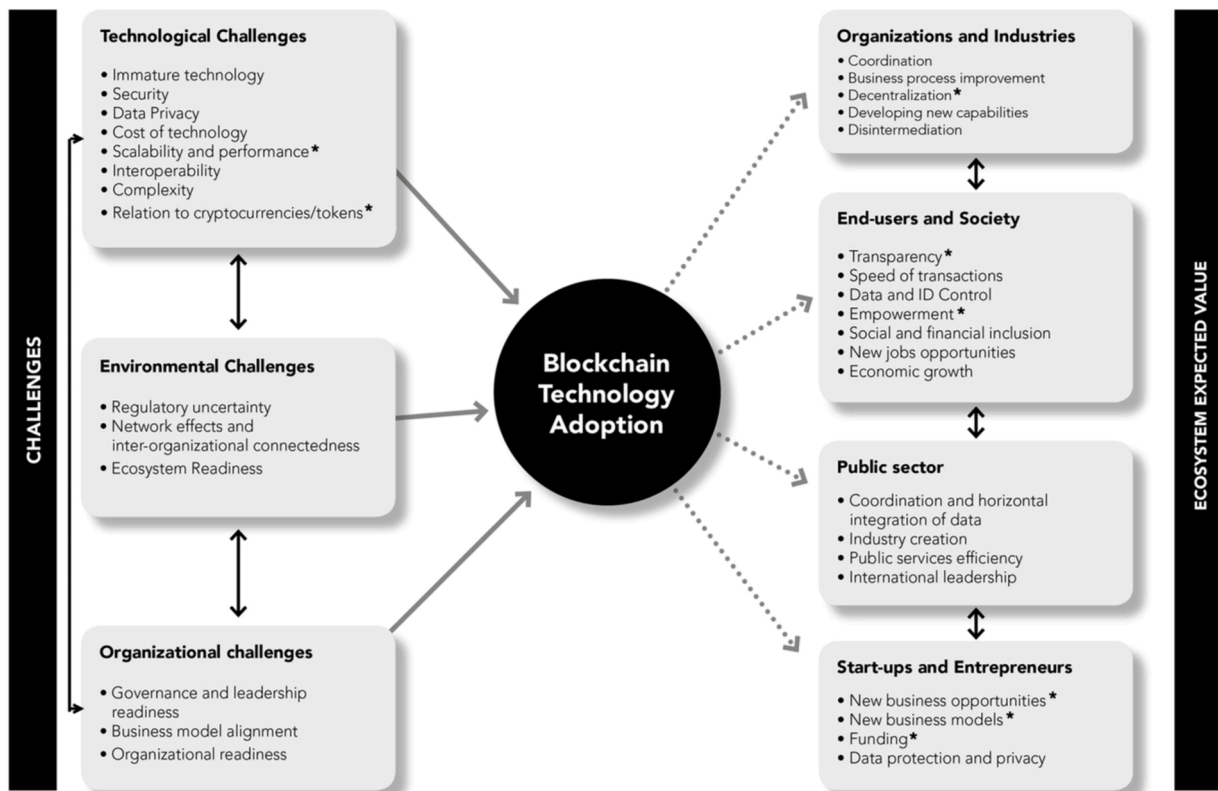 CHALLENGES
Technological Challenges
• Immature technology
• Security
• Data Privacy
• Cost of technology
• Scalability and performance*
• Interoperability
• Complexity
• Relation to cryptocurrencies/tokens*
Environmental Challenges
• Regulatory uncertainty
• Network effects and
inter-organizational connectedness
• Ecosystem Readiness
Organizational challenges
• Governance and leadership
readiness
• Business model alignment
• Organizational readiness
Blockchain
Technology
Adoption
Organizations and Industries
• Coordination
• Business process improvement
• Decentralization*
• Developing new capabilities
• Disintermediation
End-users and Society
• Transparency*
• Speed of transactions
• Data and ID Control
• Empowerment*
• Social and financial inclusion
• New jobs opportunities
• Economic growth
Public sector
• Coordination and horizontal
integration of data
• Industry creation
• Public services efficiency
• International leadership
Start-ups and Entrepreneurs
• New business opportunities*
• New business models*
• Funding*
• Data protection and privacy
ECOSYSTEM EXPECTED VALUE